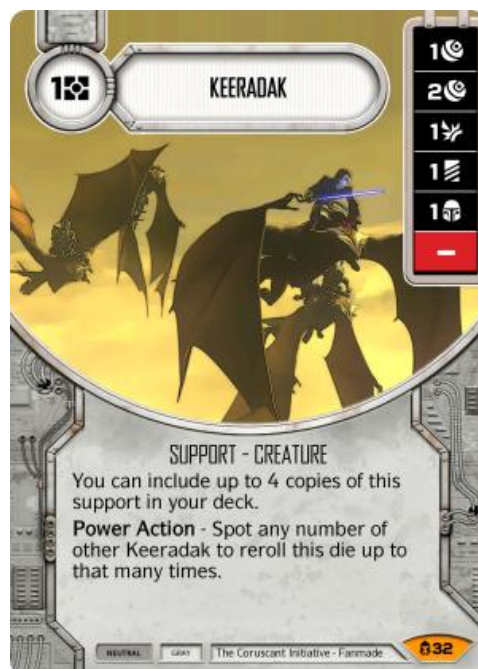 1
KEERADAK
1
2
1
1
1
–
SUPPORT - CREATURE
You can include up to 4 copies of this
support in your deck.
Power Action - Spot any number of
other Keeradak to reroll this die up to
that many times.
NEUTRAL GRAY The Coruscant Initiative - Fanmade 32